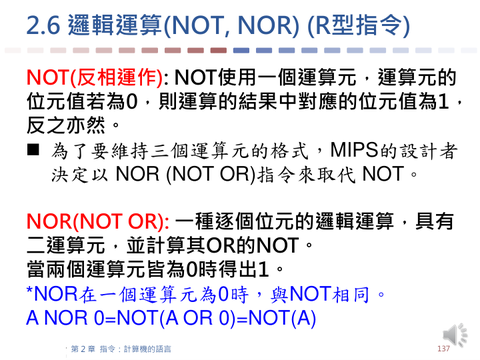 2.6 邏輯運算(NOT, NOR) (R型指令)
NOT(反相運作): NOT使用一個運算元，運算元的
位元值若為0，則運算的結果中對應的位元值為1，
反之亦然。
■ 為了要維持三個運算元的格式，MIPS的設計者
決定以 NOR (NOT OR)指令來取代 NOT。
NOR(NOT OR): 一種逐個位元的邏輯運算，具有
二運算元，並計算其OR的NOT。
當兩個運算元皆為0時得出1。
*NOR在一個運算元為0時，與NOT相同。
A NOR 0=NOT(A OR 0)=NOT(A)
第 2 章 指令：計算機的語言
137